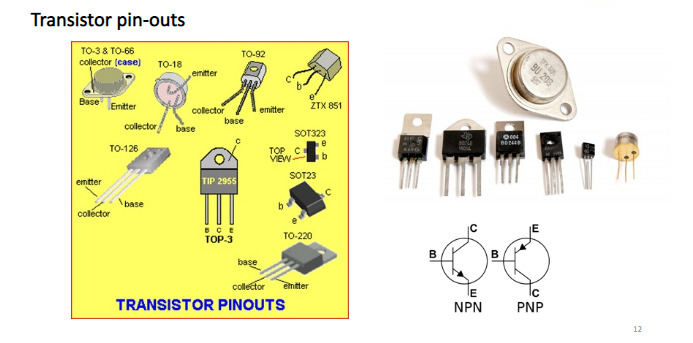 Transistor pin-outs
TO-3 & TO-66
collector (case)
Base
Emitter
TO-18
emitter
collector
base
TO-92
collector
base
emitter
c
b
e
ZTX 851
TO-126
emitter
collector
base
c
TIP 2955
B C E
TOP-3
SOT323
TOP
VIEW
c
e
b
SOT23
b
c
e
TO-220
base
collector
emitter
TRANSISTOR PINOUTS
BU 208
B
C
E
NPN
B
E
C
PNP
12